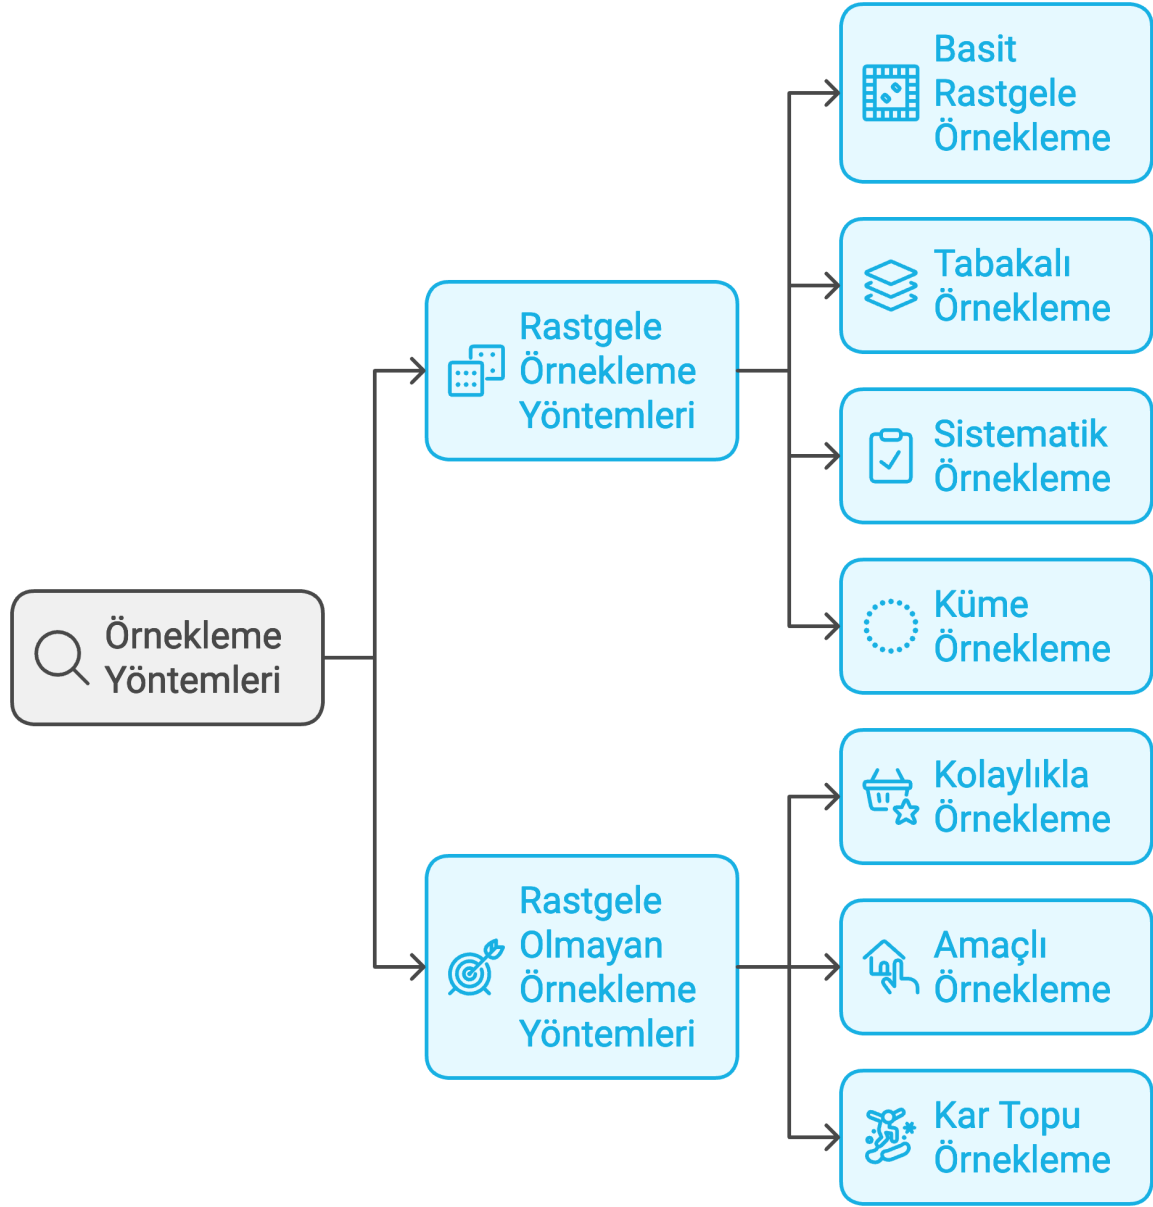 Örnekleme
Yöntemleri
Rastgele
Örnekleme
Yöntemleri
Basit
Rastgele
Örnekleme
Tabakalı
Örnekleme
Sistematik
Örnekleme
Küme
Örnekleme
Rastgele
Olmayan
Örnekleme
Yöntemleri
Kolaylıkla
Örnekleme
Amaçlı
Örnekleme
Kar Topu
Örnekleme